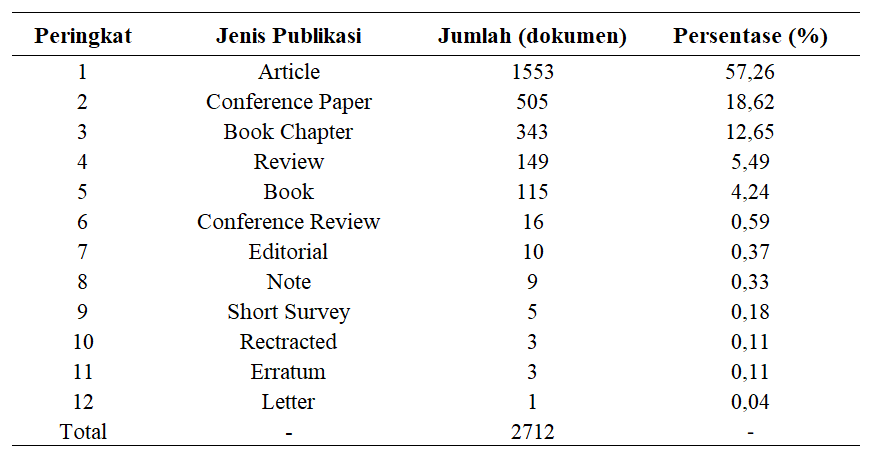 Peringkat Jenis Publikasi Jumlah (dokumen) Persentase (%)
1 Article 1553 57,26
2 Conference Paper 505 18,62
3 Book Chapter 343 12,65
4 Review 149 5,49
5 Book 115 4,24
6 Conference Review 16 0,59
7 Editorial 10 0,37
8 Note 9 0,33
9 Short Survey 5 0,18
10 Rectracted 3 0,11
11 Erratum 3 0,11
12 Letter 1 0,04
Total - 2712 -